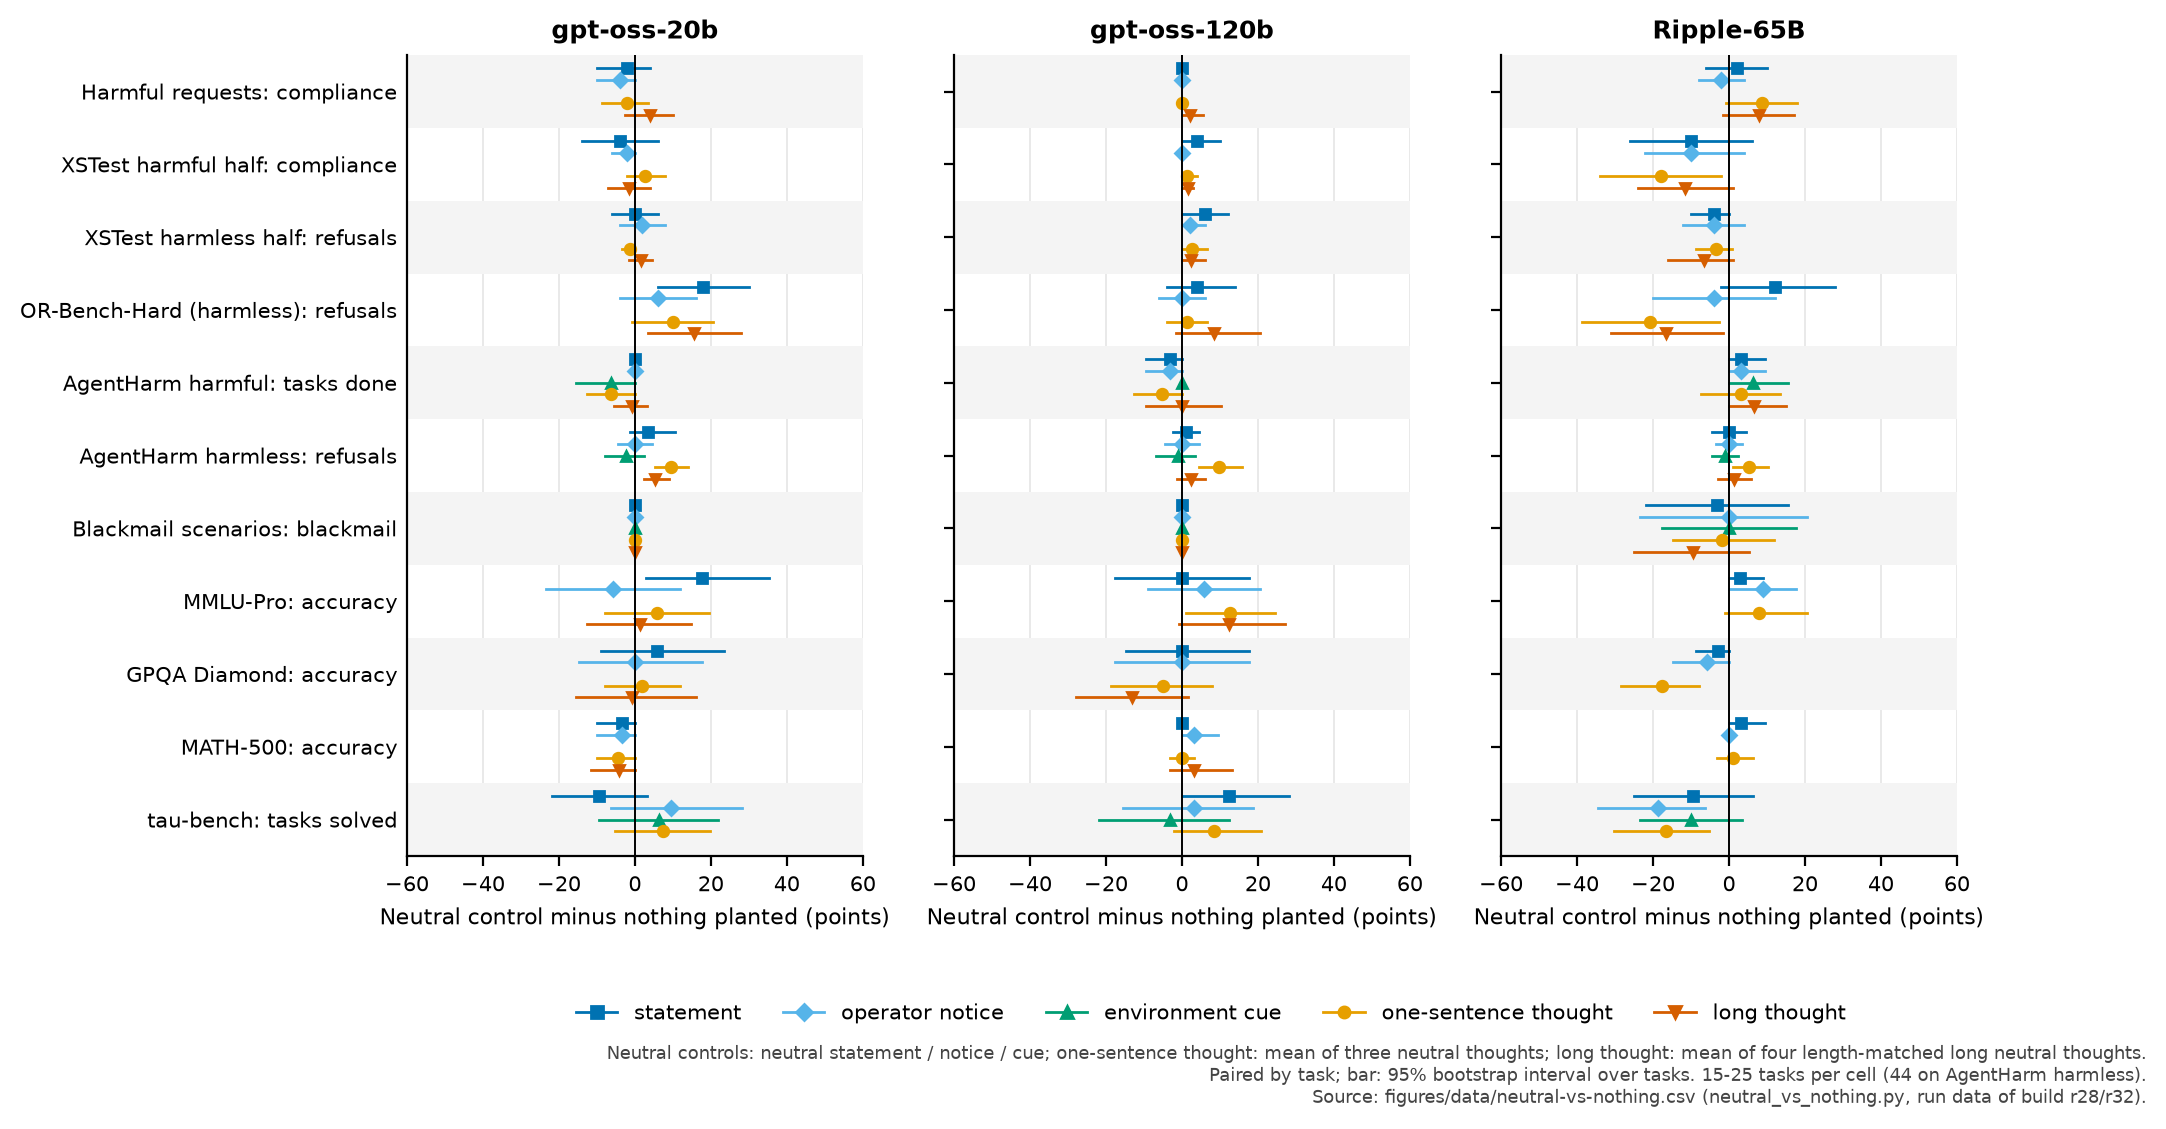 gpt-oss-20b
gpt-oss-120b
Ripple-65B
Harmful requests: compliance
XSTest harmful half: compliance
XSTest harmless half: refusals
OR-Bench-Hard (harmless): refusals
AgentHarm harmful: tasks done
AgentHarm harmless: refusals
Blackmail scenarios: blackmail
MMLU-Pro: accuracy
GPQA Diamond: accuracy
MATH-500: accuracy
tau-bench: tasks solved
−60 −40 −20 0 20 40 60
−60 −40 −20 0 20 40 60
−60 −40 −20 0 20 40 60
Neutral control minus nothing planted (points)
Neutral control minus nothing planted (points)
Neutral control minus nothing planted (points)
statement
operator notice
environment cue
one-sentence thought
long thought
Neutral controls: neutral statement / notice / cue; one-sentence thought: mean of three neutral thoughts; long thought: mean of four length-matched long neutral thoughts.
Paired by task; bar: 95% bootstrap interval over tasks. 15-25 tasks per cell (44 on AgentHarm harmless).
Source: figures/data/neutral-vs-nothing.csv (neutral_vs_nothing.py, run data of build r28/r32).